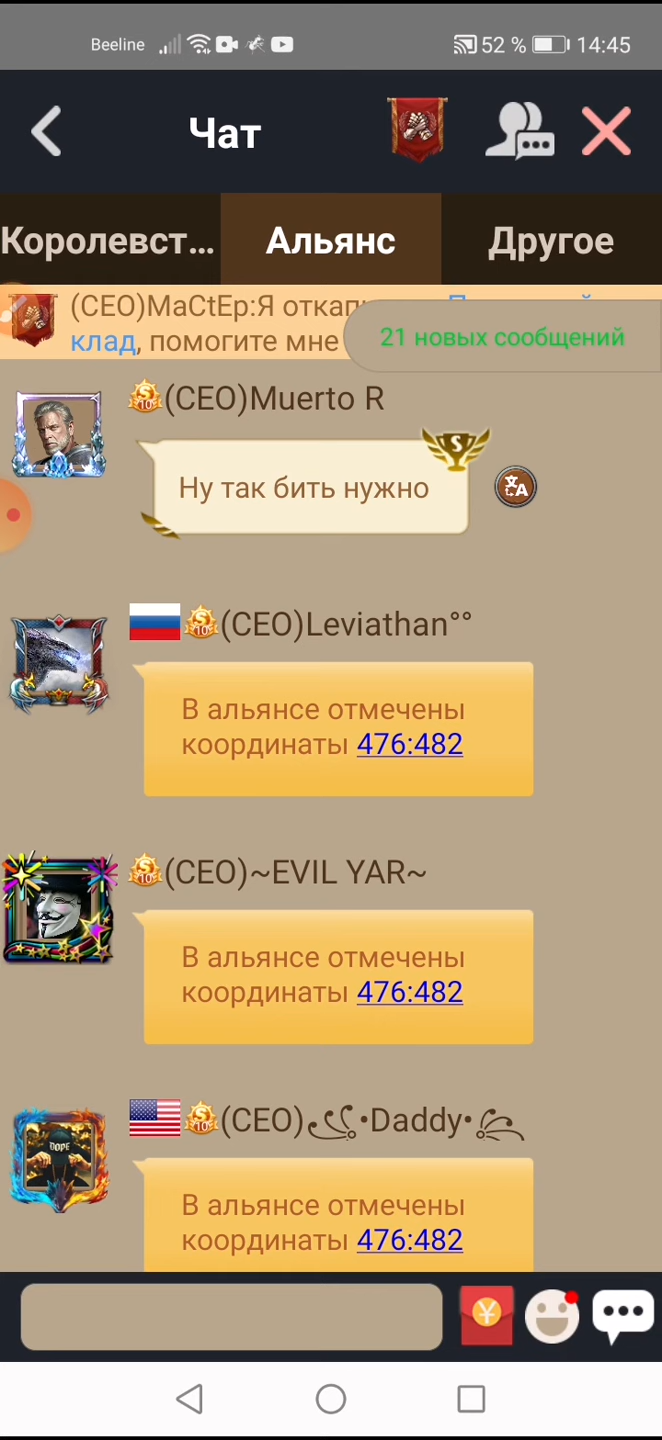 Beeline
52 %
14:45
Чат
Королевст...
Альянс
Другое
(CEO)MaCtEp:Я
клад, помогите мне
21 новых сообщений
(CEO)Muerto R
Ну так бить нужно
(CEO)Leviathan°°
В альянсе отмечены
координаты 476:482
(CEO)~EVIL YAR~
В альянсе отмечены
координаты 476:482
(CEO) •Daddy•
DOPE
В альянсе отмечены
координаты 476:482